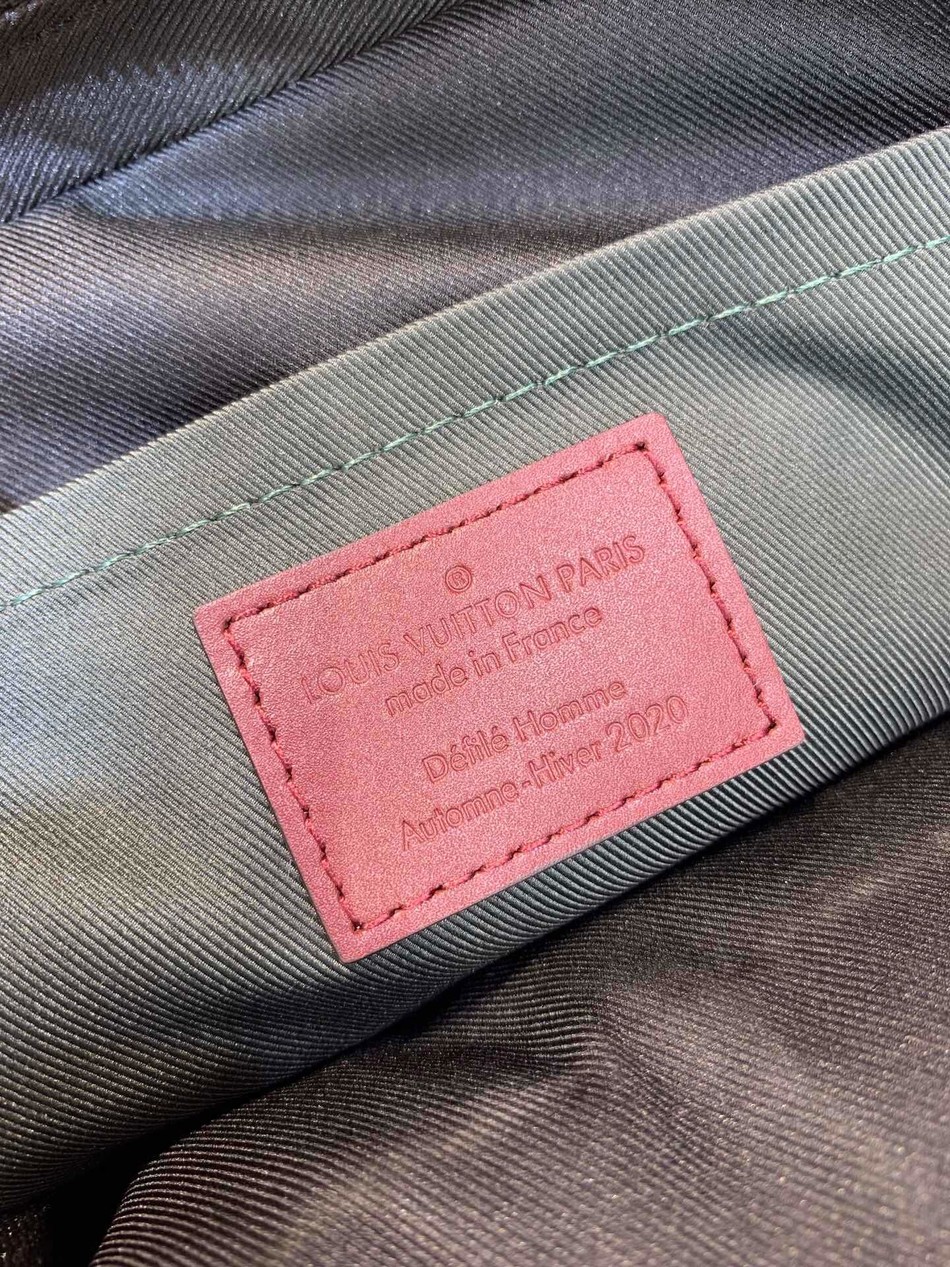 ®
LOUIS VUITTON PARIS
made in France
Défilé Homme
Automne-Hiver 2020